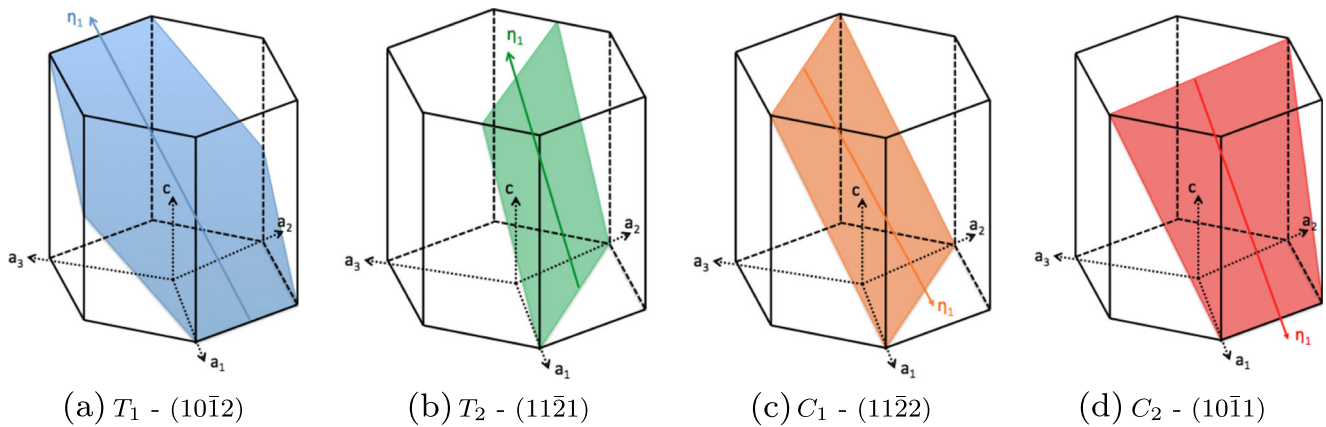 η₁
c
a₂
a₃
a₁
(a) T₁ - (101̄2)
η₁
c
a₂
a₃
a₁
(b) T₂ - (112̄1)
c
a₂
a₃
η₁
a₁
(c) C₁ - (112̄2)
c
a₂
a₃
η₁
a₁
(d) C₂ - (101̄1)